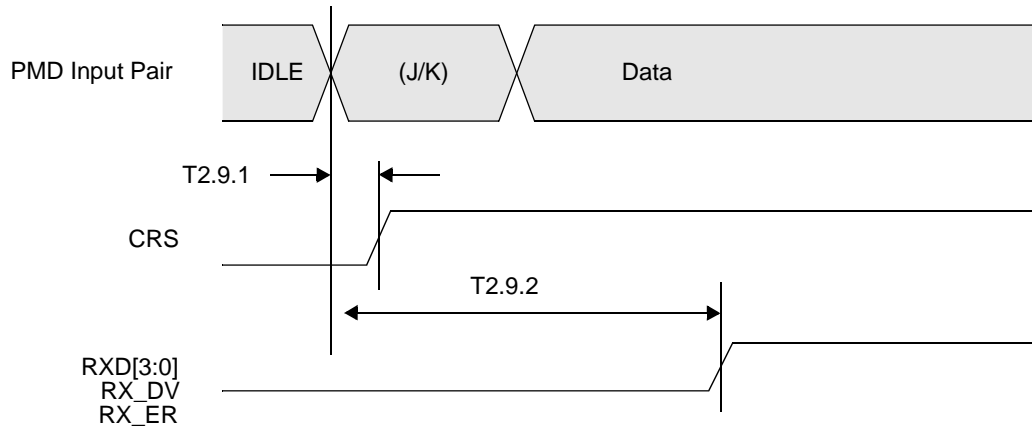 PMD Input Pair
IDLE
(J/K)
Data
T2.9.1
CRS
T2.9.2
RXD[3:0]
RX_DV
RX_ER